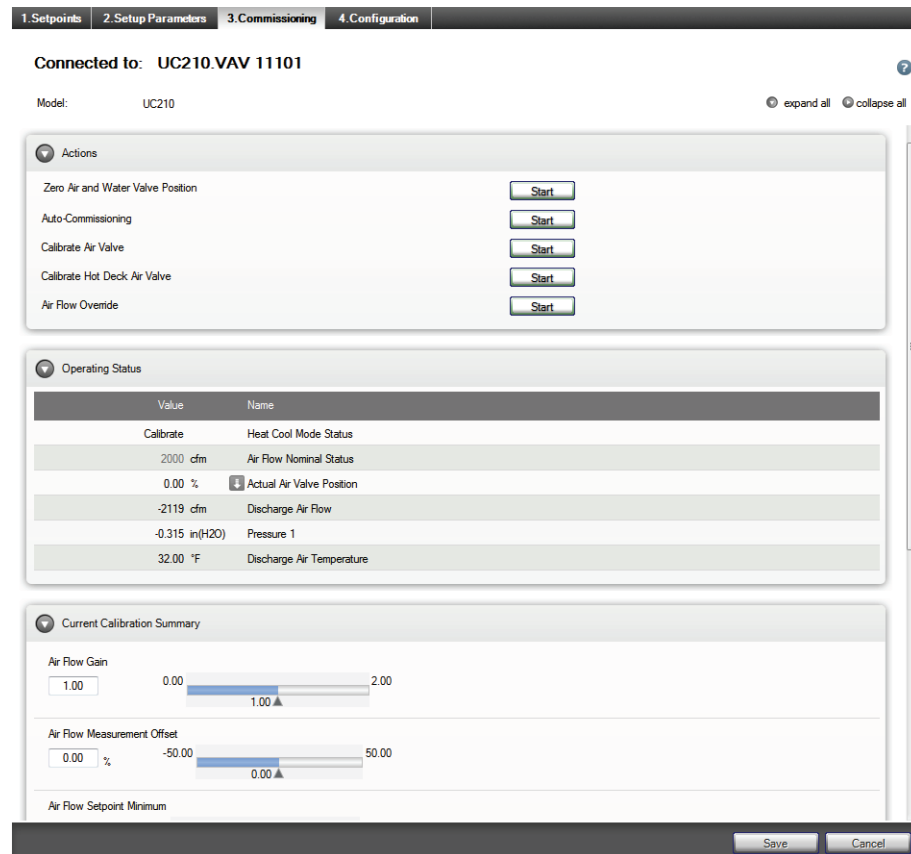 1.Setpoints 2.Setup Parameters 3.Commissioning 4.Configuration
Connected to: UC210.VAV 11101
?
Model: UC210 expand all collapse all
Actions
Zero Air and Water Valve Position Start
Auto-Commissioning Start
Calibrate Air Valve Start
Calibrate Hot Deck Air Valve Start
Air Flow Override Start
Operating Status
Value Name
Calibrate Heat Cool Mode Status
2000 cfm Air Flow Nominal Status
0.00 % Actual Air Valve Position
-2119 cfm Discharge Air Flow
-0.315 in(H2O) Pressure 1
32.00 °F Discharge Air Temperature
Current Calibration Summary
Air Flow Gain
1.00 0.00 2.00
1.00
Air Flow Measurement Offset
0.00 % -50.00 50.00
0.00
Air Flow Setpoint Minimum
Save Cancel